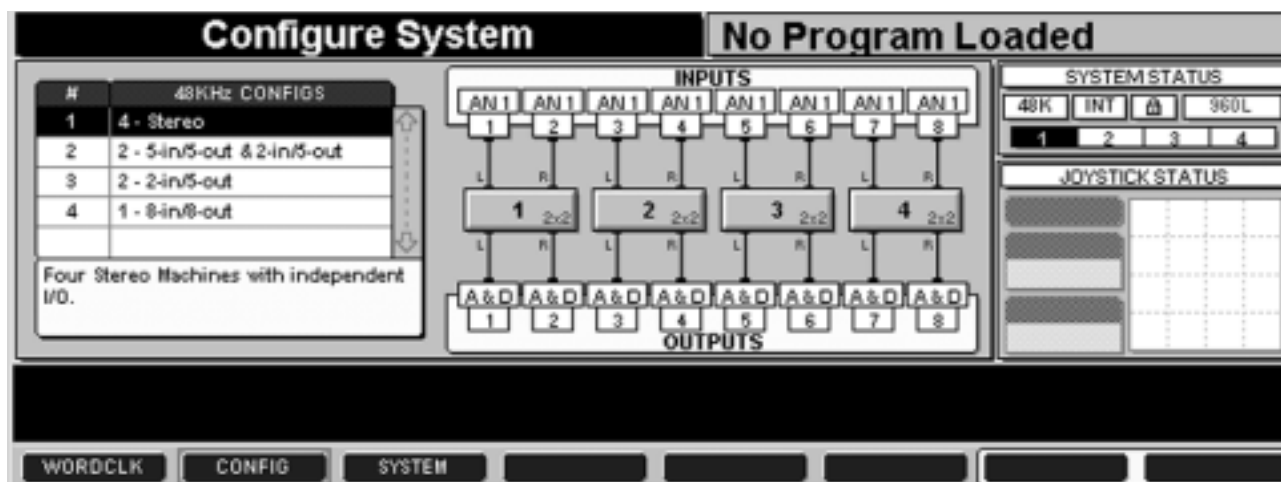 Configure System
No Program Loaded
# 48KHz CONFIGS
1 4 - Stereo
2 2 - 5-in/5-out & 2-in/5-out
3 2 - 2-in/5-out
4 1 - 8-in/8-out
Four Stereo Machines with independent
I/O.
INPUTS
AN 1 AN 1 AN 1 AN 1 AN 1 AN 1 AN 1 AN 1
1 2 3 4 5 6 7 8
L R L R L R L R
1 2x2 2 2x2 3 2x2 4 2x2
L R L R L R L R
A & D A & D A & D A & D A & D A & D A & D A & D
1 2 3 4 5 6 7 8
OUTPUTS
SYSTEM STATUS
48K INT 960L
1 2 3 4
JOYSTICK STATUS
WORDCLK CONFIG SYSTEM